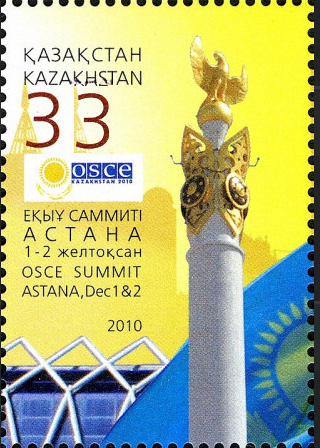 ҚАЗАҚСТАН
KAZAKHSTAN
33
OSCE
KAZAKHSTAN 2010
ЕҚЫҰ САММИТІ
АСТАНА
1-2 желтоқсан
OSCE SUMMIT
ASTANA, Dec1&2
2010